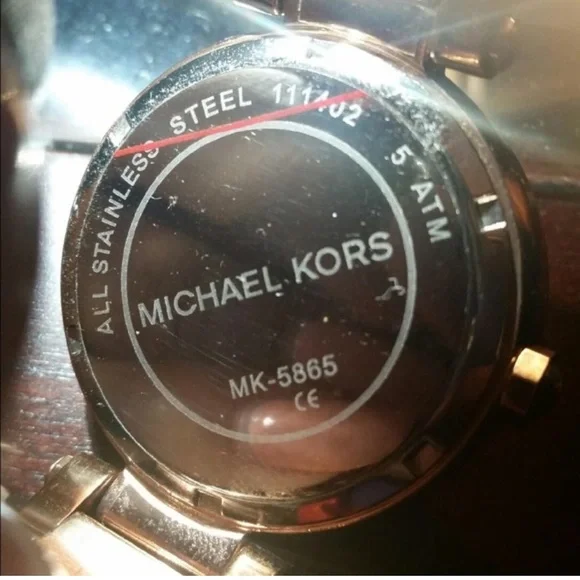 ALL STAINLESS STEEL 111402 5 ATM
MICHAEL KORS
MK-5865
CE